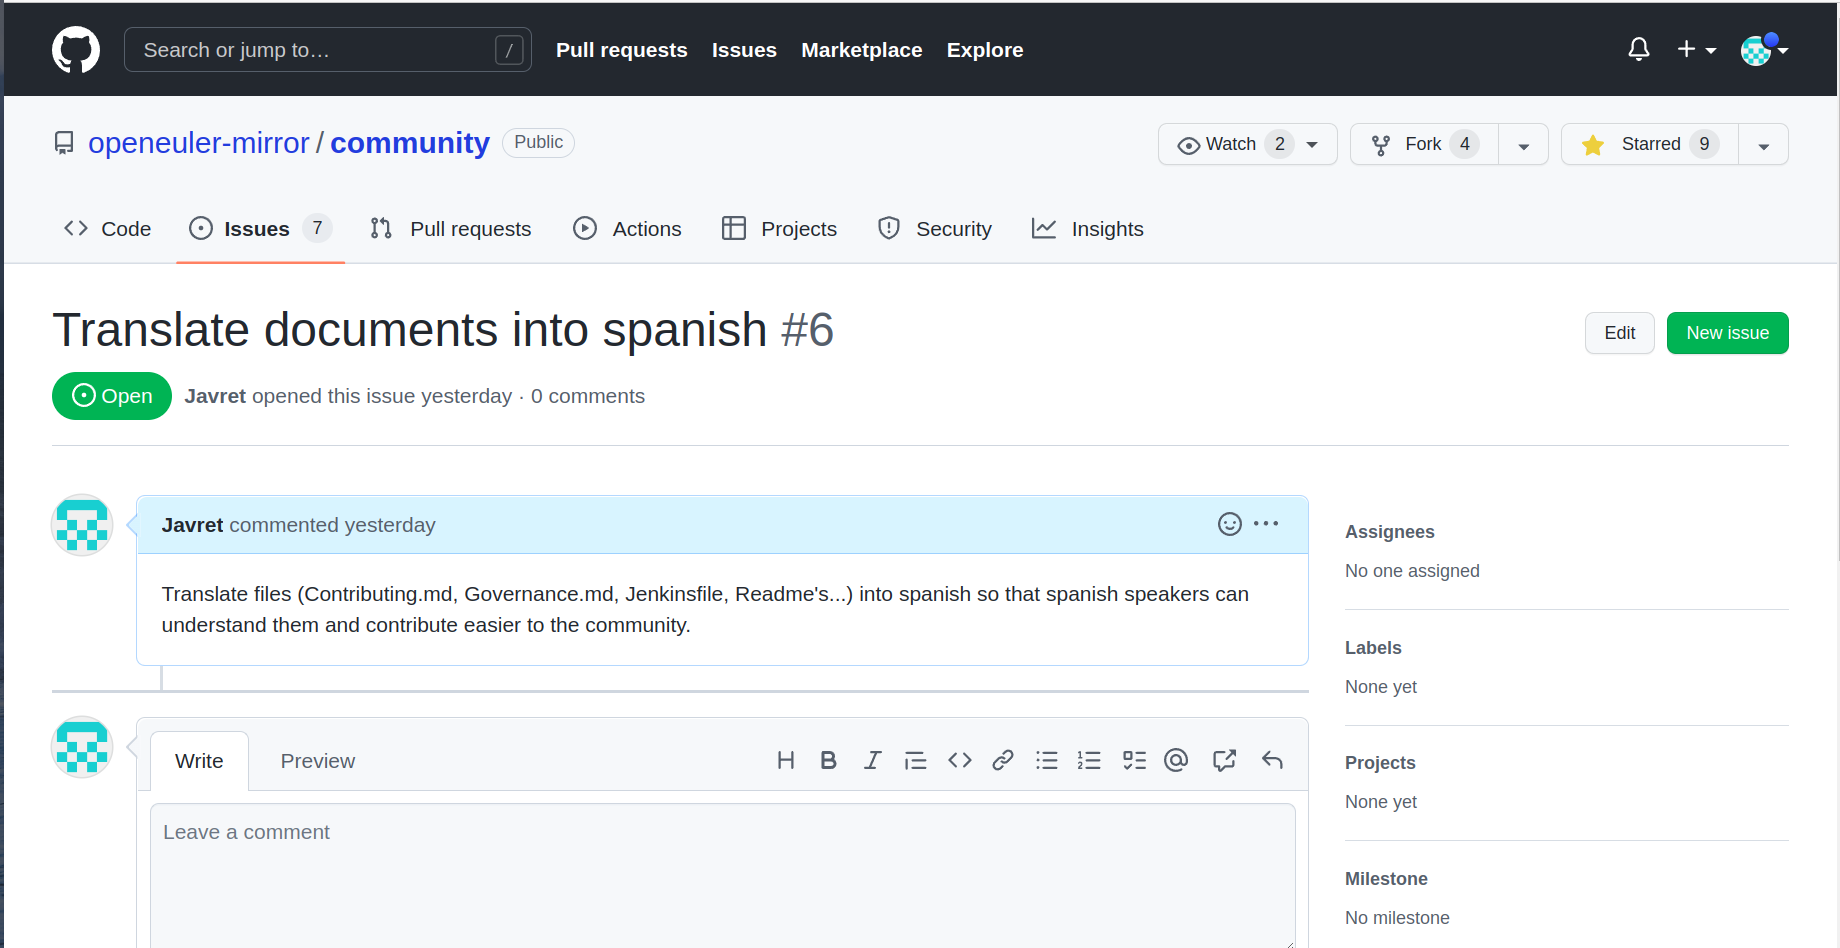 Search or jump to… /
Pull requests Issues Marketplace Explore
openeuler-mirror / community Public
Watch 2 Fork 4 Starred 9
Code Issues 7 Pull requests Actions Projects Security Insights
Translate documents into spanish #6
Edit New issue
Open Javret opened this issue yesterday · 0 comments
Javret commented yesterday
Translate files (Contributing.md, Governance.md, Jenkinsfile, Readme's...) into spanish so that spanish speakers can
understand them and contribute easier to the community.
Write Preview
Leave a comment
Assignees
No one assigned
Labels
None yet
Projects
None yet
Milestone
No milestone